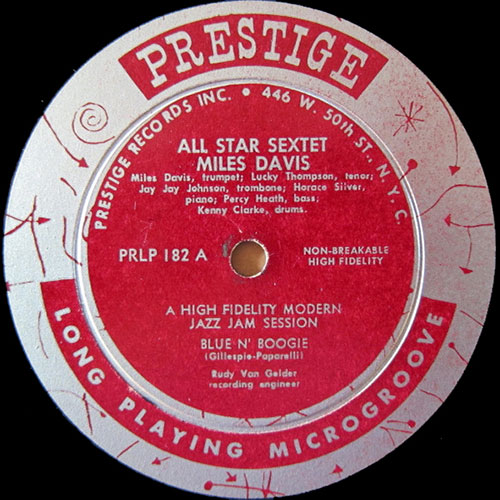 PRESTIGE
PRESTIGE RECORDS INC. • 446 W. 50th ST., N. Y. C.
ALL STAR SEXTET
MILES DAVIS
Miles Davis, trumpet; Lucky Thompson, tenor;
Jay Jay Johnson, trombone; Horace Silver,
piano; Percy Heath, bass;
Kenny Clarke, drums.
PRLP 182 A
NON-BREAKABLE
HIGH FIDELITY
A HIGH FIDELITY MODERN
JAZZ JAM SESSION
BLUE N' BOOGIE
(Gillespie-Paparelli)
Rudy Van Gelder
recording engineer
LONG PLAYING MICROGROOVE